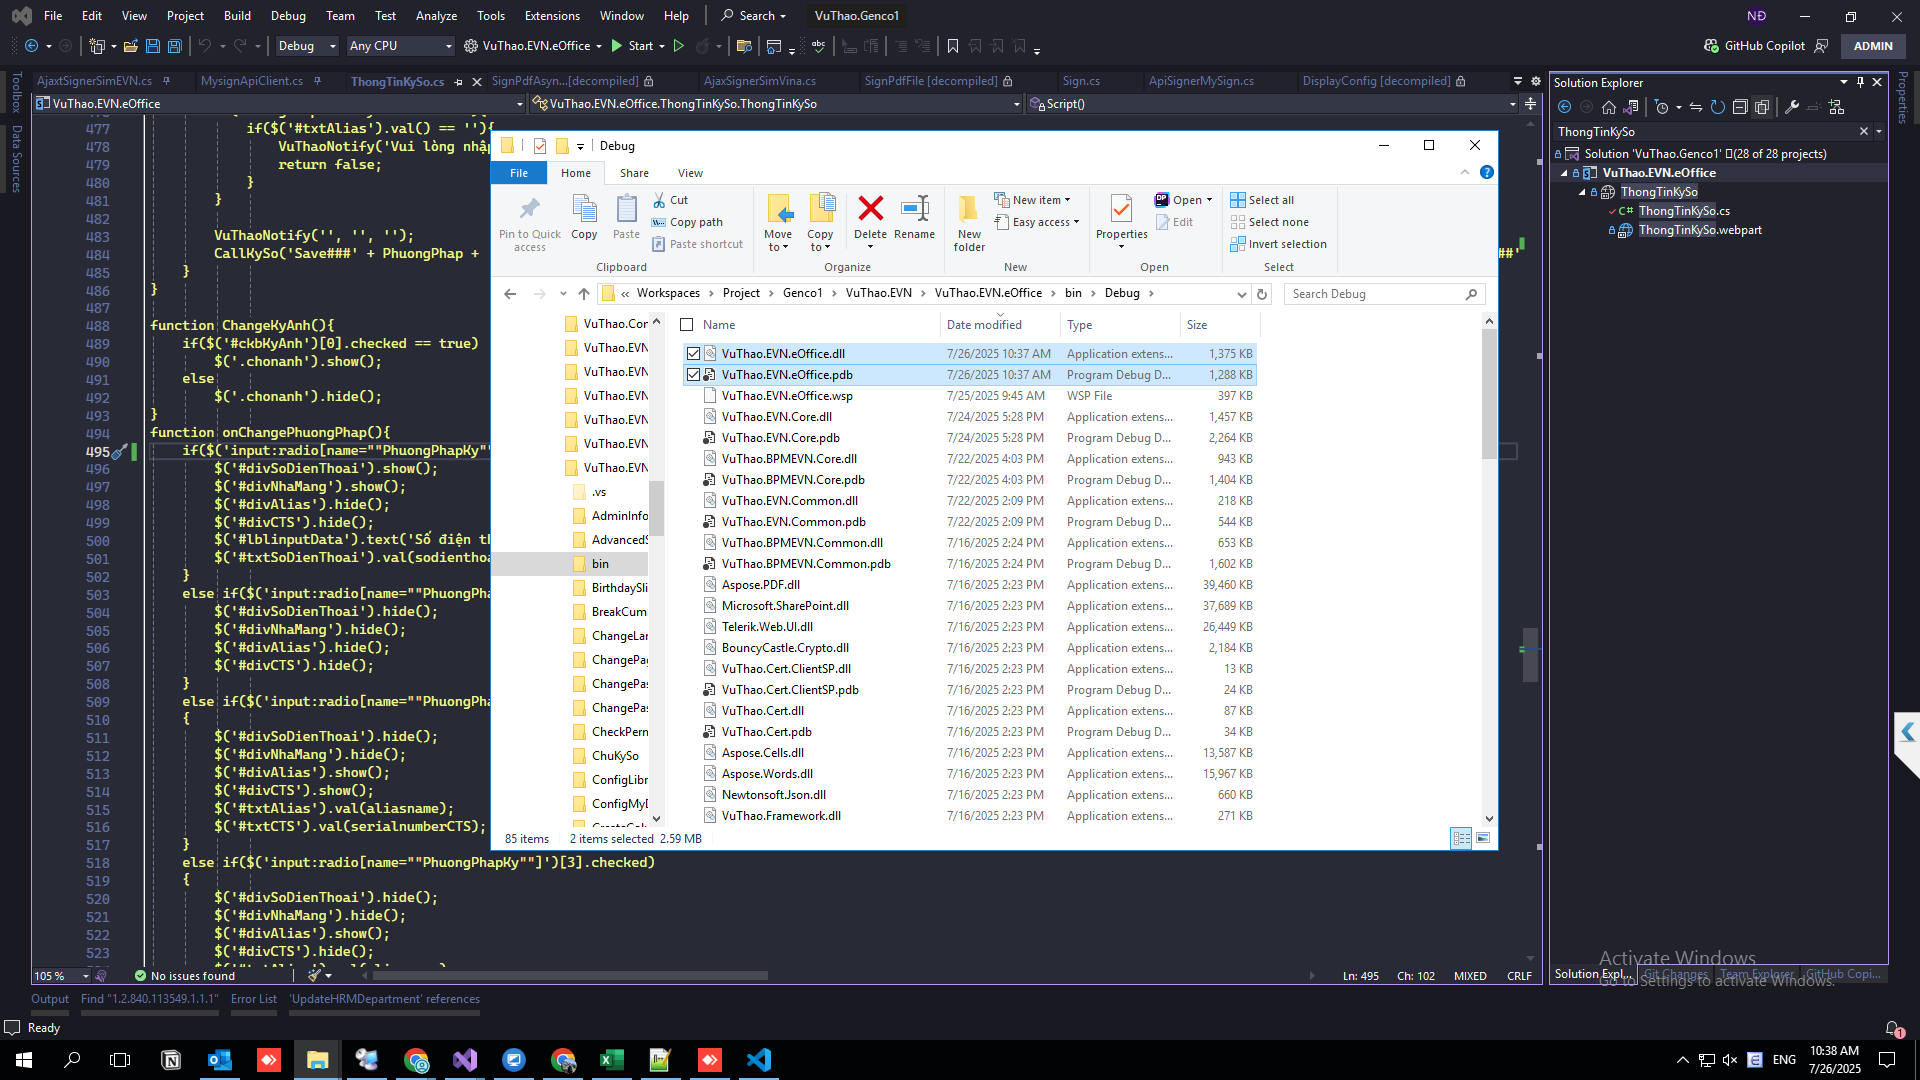 File Edit View Project Build Debug Team Test Analyze Tools Extensions Window Help Search VuThao.Genco1 NĐ
Debug Any CPU VuThao.EVN.eOffice Start GitHub Copilot ADMIN
AjaxtSignerSimEVN.cs MysignApiClient.cs ThongTinKySo.cs SignPdfAsyn...[decompiled] AjaxSignerSimVina.cs SignPdfFile [decompiled] Sign.cs ApiSignerMySign.cs DisplayConfig [decompiled]
VuThao.EVN.eOffice VuThao.EVN.eOffice.ThongTinKySo.ThongTinKySo Script()
Toolbox
Data Sources
477 if($('#txtAlias').val() == ''){
478 VuThaoNotify('Vui lòng nhập
479 return false;
480 }
481 }
482
483 VuThaoNotify('', '', '');
484 CallKySo('Save###' + PhuongPhap + ##'
485 }
486 }
487
488 function ChangeKyAnh(){
489 if($('#ckbKyAnh')[0].checked == true)
490 $('.chonanh').show();
491 else
492 $('.chonanh').hide();
493 }
494 function onChangePhuongPhap(){
495 if($('input:radio[name=""PhuongPhapKy"
496 $('#divSoDienThoai').show();
497 $('#divNhaMang').show();
498 $('#divAlias').hide();
499 $('#divCTS').hide();
500 $('#lblinputData').text('Số điện th
501 $('#txtSoDienThoai').val(sodienthoa
502 }
503 else if($('input:radio[name=""PhuongPha
504 $('#divSoDienThoai').hide();
505 $('#divNhaMang').hide();
506 $('#divAlias').hide();
507 $('#divCTS').hide();
508 }
509 else if($('input:radio[name=""PhuongPha
510 {
511 $('#divSoDienThoai').hide();
512 $('#divNhaMang').hide();
513 $('#divAlias').show();
514 $('#divCTS').show();
515 $('#txtAlias').val(aliasname);
516 $('#txtCTS').val(serialnumberCTS);
517 }
518 else if($('input:radio[name=""PhuongPhapKy""]')[3].checked)
519 {
520 $('#divSoDienThoai').hide();
521 $('#divNhaMang').hide();
522 $('#divAlias').show();
523 $('#divCTS').hide();
105 % No issues found Ln: 495 Ch: 102 MIXED CRLF
Output Find "1.2.840.113549.1.1.1" Error List 'UpdateHRMDepartment' references
Ready
Debug
File Home Share View
Pin to Quick access Copy Paste Cut
Copy path
Paste shortcut
Move to Copy to Delete Rename New folder New item
Easy access
Properties Open
Edit
Select all
Select none
Invert selection
Clipboard Organize New Open Select
« Workspaces Project Genco1 VuThao.EVN VuThao.EVN.eOffice bin Debug Search Debug
VuThao.Cor
VuThao.EVN
VuThao.EVN
VuThao.EVN
VuThao.EVN
VuThao.EVN
VuThao.EVN
.vs
AdminInfo
AdvancedS
bin
BirthdaySli
BreakCum
ChangeLar
ChangePag
ChangePas
ChangePas
CheckPern
ChuKySo
ConfigLibr
ConfigMyD
Name Date modified Type Size
VuThao.EVN.eOffice.dll 7/26/2025 10:37 AM Application extens... 1,375 KB
VuThao.EVN.eOffice.pdb 7/26/2025 10:37 AM Program Debug D... 1,288 KB
VuThao.EVN.eOffice.wsp 7/25/2025 9:45 AM WSP File 397 KB
VuThao.EVN.Core.dll 7/24/2025 5:28 PM Application extens... 1,457 KB
VuThao.EVN.Core.pdb 7/24/2025 5:28 PM Program Debug D... 2,264 KB
VuThao.BPMEVN.Core.dll 7/22/2025 4:03 PM Application extens... 943 KB
VuThao.BPMEVN.Core.pdb 7/22/2025 4:03 PM Program Debug D... 1,404 KB
VuThao.EVN.Common.dll 7/22/2025 2:09 PM Application extens... 218 KB
VuThao.EVN.Common.pdb 7/22/2025 2:09 PM Program Debug D... 544 KB
VuThao.BPMEVN.Common.dll 7/16/2025 2:24 PM Application extens... 653 KB
VuThao.BPMEVN.Common.pdb 7/16/2025 2:24 PM Program Debug D... 1,602 KB
Aspose.PDF.dll 7/16/2025 2:23 PM Application extens... 39,460 KB
Microsoft.SharePoint.dll 7/16/2025 2:23 PM Application extens... 37,689 KB
Telerik.Web.UI.dll 7/16/2025 2:23 PM Application extens... 26,449 KB
BouncyCastle.Crypto.dll 7/16/2025 2:23 PM Application extens... 2,184 KB
VuThao.Cert.ClientSP.dll 7/16/2025 2:23 PM Application extens... 13 KB
VuThao.Cert.ClientSP.pdb 7/16/2025 2:23 PM Program Debug D... 24 KB
VuThao.Cert.dll 7/16/2025 2:23 PM Application extens... 87 KB
VuThao.Cert.pdb 7/16/2025 2:23 PM Program Debug D... 34 KB
Aspose.Cells.dll 7/16/2025 2:23 PM Application extens... 13,587 KB
Aspose.Words.dll 7/16/2025 2:23 PM Application extens... 15,967 KB
Newtonsoft.Json.dll 7/16/2025 2:23 PM Application extens... 660 KB
VuThao.Framework.dll 7/16/2025 2:23 PM Application extens... 271 KB
85 items 2 items selected 2.59 MB
Solution Explorer
ThongTinKySo
Solution 'VuThao.Genco1' (28 of 28 projects)
VuThao.EVN.eOffice
ThongTinKySo
ThongTinKySo.cs
ThongTinKySo.webpart
Properties
Activate Windows
Go to Settings to activate Windows.
Solution Expl... Git Changes Team Explorer GitHub Copi...
1
ENG 10:38 AM
7/26/2025